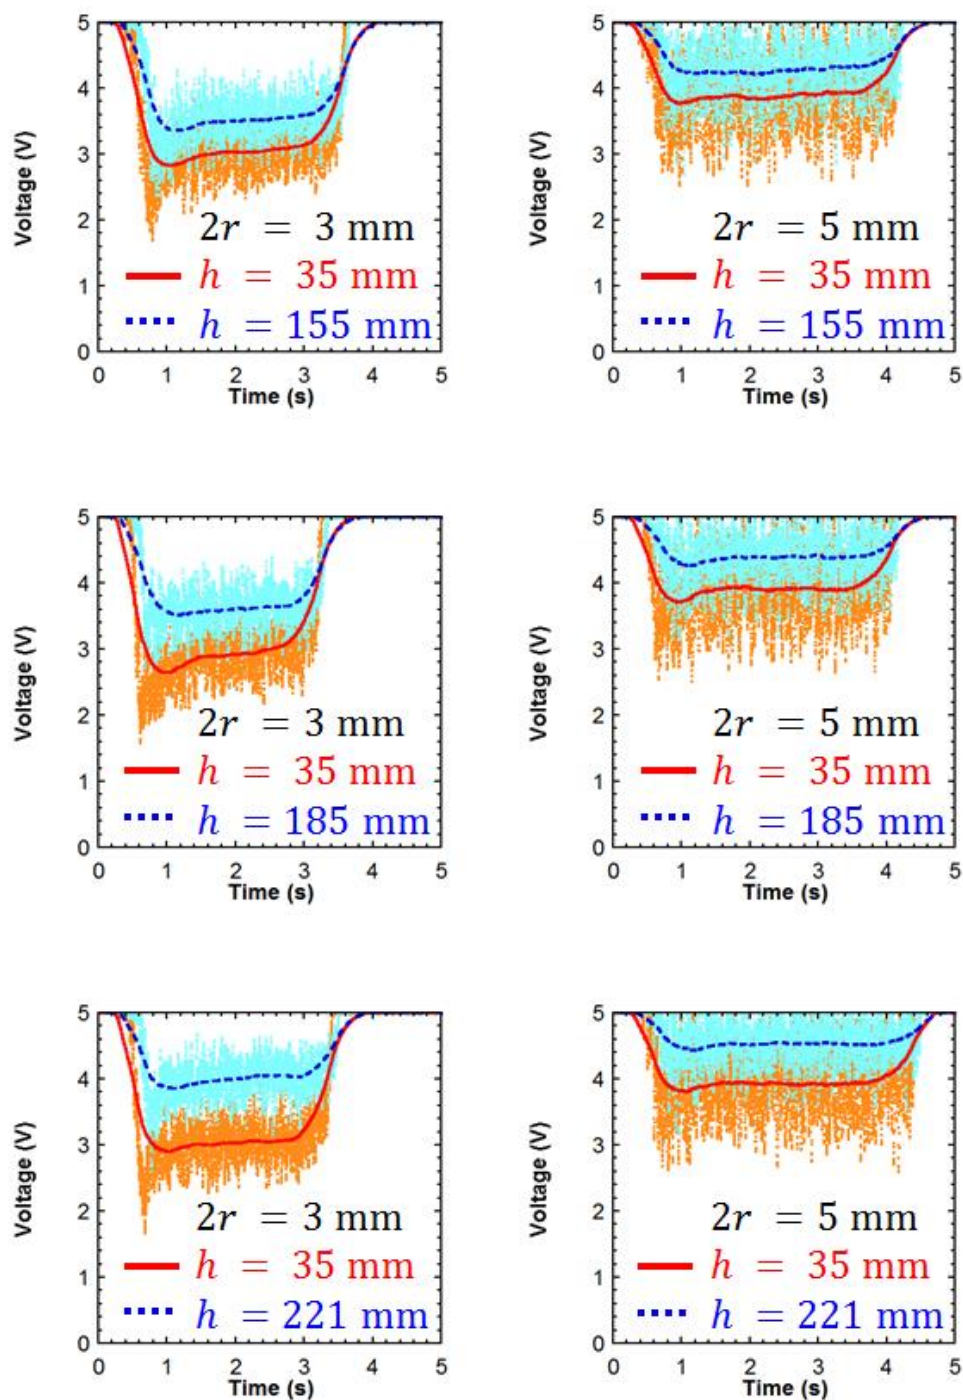 5
4
3
2
1
0
Voltage (V)
2r = 3 mm
h = 35 mm
h = 155 mm
0 1 2 3 4 5
Time (s)
5
4
3
2
1
0
Voltage (V)
2r = 5 mm
h = 35 mm
h = 155 mm
0 1 2 3 4 5
Time (s)
5
4
3
2
1
0
Voltage (V)
2r = 3 mm
h = 35 mm
h = 185 mm
0 1 2 3 4 5
Time (s)
5
4
3
2
1
0
Voltage (V)
2r = 5 mm
h = 35 mm
h = 185 mm
0 1 2 3 4 5
Time (s)
5
4
3
2
1
0
Voltage (V)
2r = 3 mm
h = 35 mm
h = 221 mm
0 1 2 3 4 5
Time (s)
5
4
3
2
1
0
Voltage (V)
2r = 5 mm
h = 35 mm
h = 221 mm
0 1 2 3 4 5
Time (s)